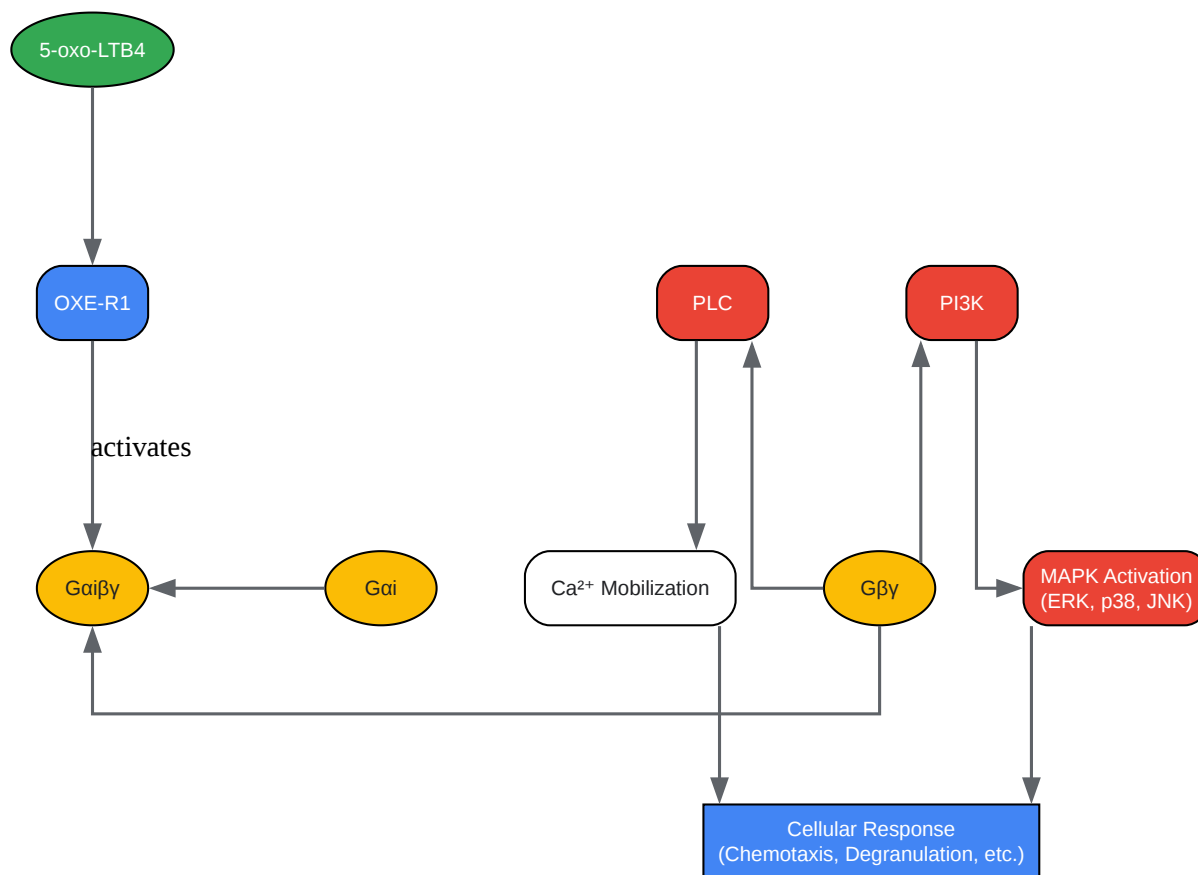 5-oxo-LTB4
OXE-R1
PLC
PI3K
activates
Gαiβγ
Gαi
Ca²⁺ Mobilization
Gβγ
MAPK Activation
(ERK, p38, JNK)
Cellular Response
(Chemotaxis, Degranulation, etc.)